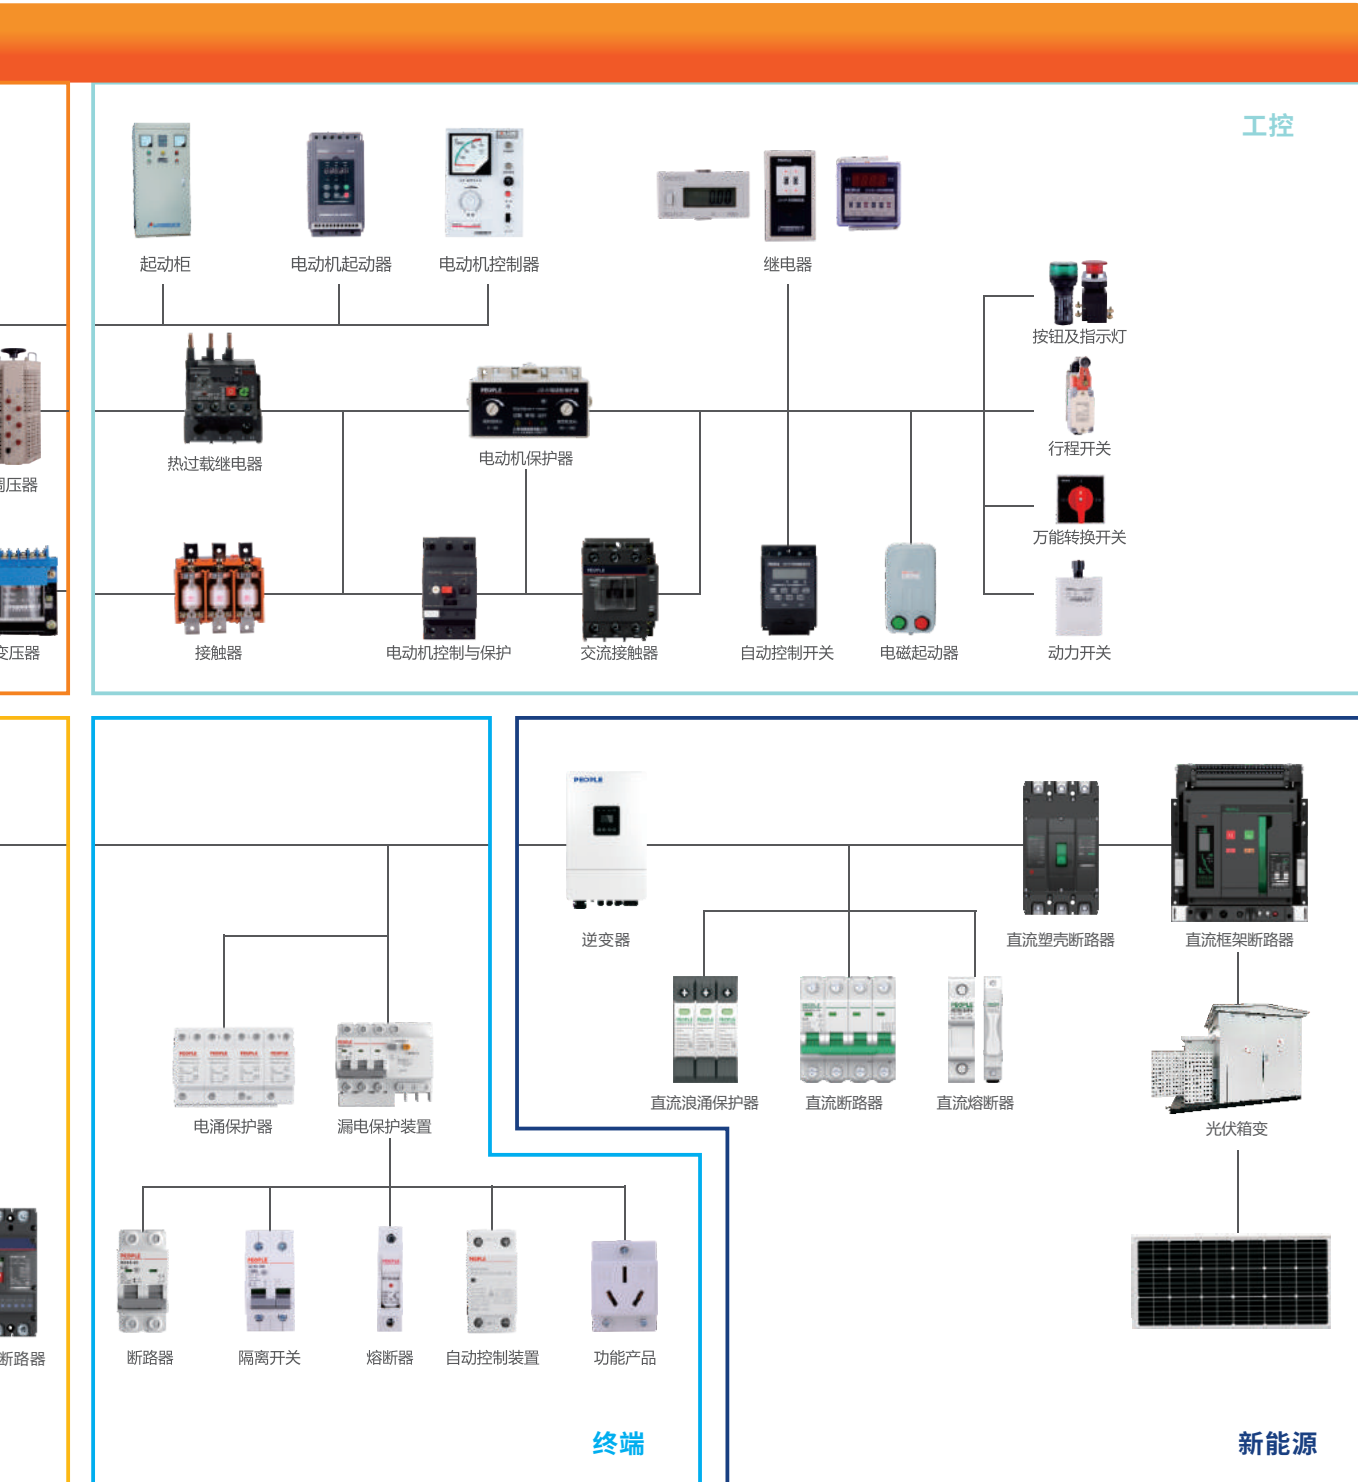 工控
起动柜
电动机起动器
电动机控制器
继电器
按钮及指示灯
热过载继电器
电动机保护器
行程开关
压器
万能转换开关
变压器
接触器
电动机控制与保护
交流接触器
自动控制开关
电磁起动器
动力开关
PEOPLE
逆变器
直流塑壳断路器
直流框架断路器
直流浪涌保护器
直流断路器
直流熔断器
电涌保护器
漏电保护装置
光伏箱变
断路器
断路器
隔离开关
熔断器
自动控制装置
功能产品
终端
新能源